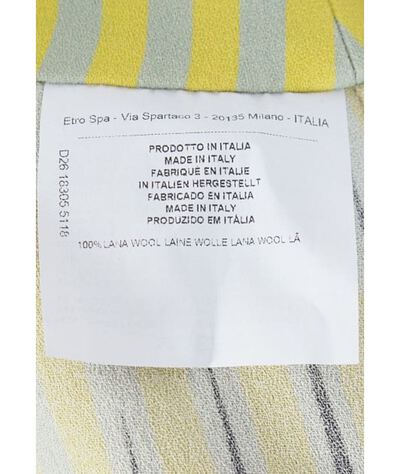 Etro Spa - Via Spartaco 3 - 20135 Milano - ITALIA
PRODOTTO IN ITALIA
MADE IN ITALY
FABRIQUÉ EN ITALIE
IN ITALIEN HERGESTELLT
FABRICADO EN ITALIA
MADE IN ITALY
PRODUZIDO EM ITÀLIA
100% LANA WOOL LAINE WOLLE LANA WOOL LÃ
D26 18305 5118